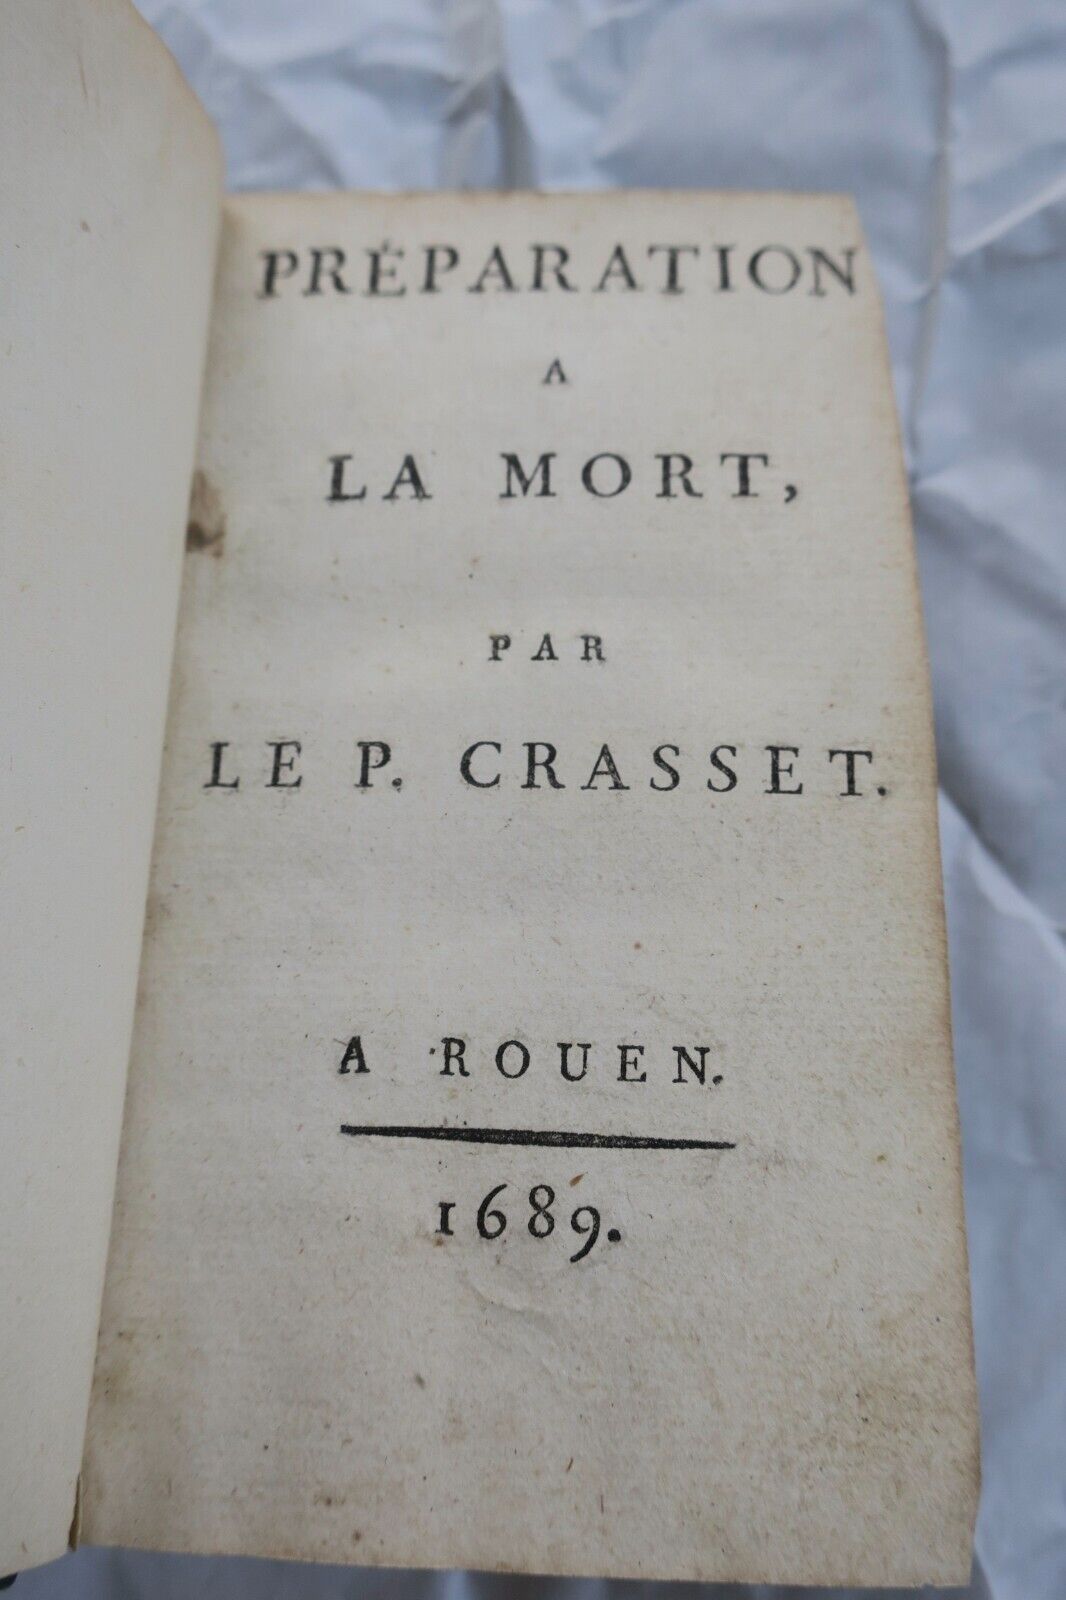 PRÉPARATION
A
LA MORT,
PAR
LE P. CRASSET.
A ROUEN.
1689.